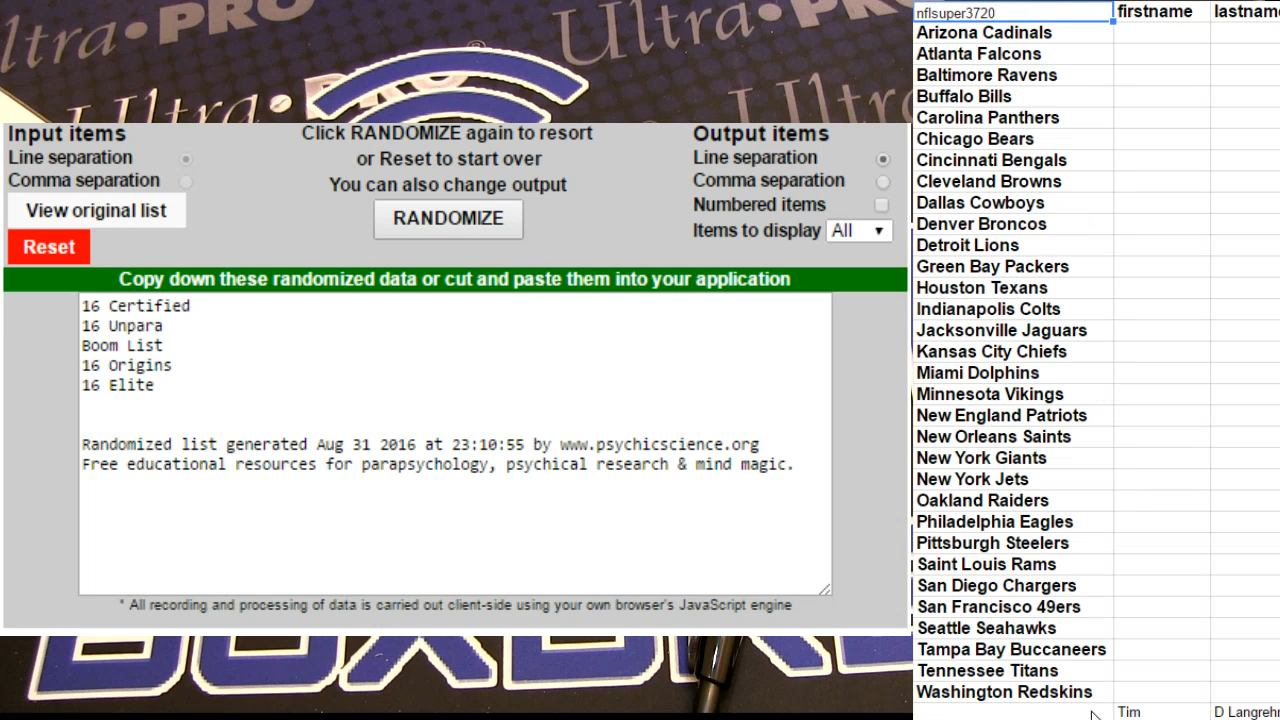 Ultra•PRO
Ultra•PRO
Ultra•PRO
Ultra
Input items
Line separation
Comma separation
View original list
Reset
Click RANDOMIZE again to resort
or Reset to start over
You can also change output
RANDOMIZE
Output items
Line separation
Comma separation
Numbered items
Items to display All
Copy down these randomized data or cut and paste them into your application
16 Certified
16 Unpara
Boom List
16 Origins
16 Elite
Randomized list generated Aug 31 2016 at 23:10:55 by www.psychicscience.org
Free educational resources for parapsychology, psychical research & mind magic.
* All recording and processing of data is carried out client-side using your own browser's JavaScript engine
nflsuper3720 firstname lastname
Arizona Cadinals
Atlanta Falcons
Baltimore Ravens
Buffalo Bills
Carolina Panthers
Chicago Bears
Cincinnati Bengals
Cleveland Browns
Dallas Cowboys
Denver Broncos
Detroit Lions
Green Bay Packers
Houston Texans
Indianapolis Colts
Jacksonville Jaguars
Kansas City Chiefs
Miami Dolphins
Minnesota Vikings
New England Patriots
New Orleans Saints
New York Giants
New York Jets
Oakland Raiders
Philadelphia Eagles
Pittsburgh Steelers
Saint Louis Rams
San Diego Chargers
San Francisco 49ers
Seattle Seahawks
Tampa Bay Buccaneers
Tennessee Titans
Washington Redskins
Tim D Langrehr